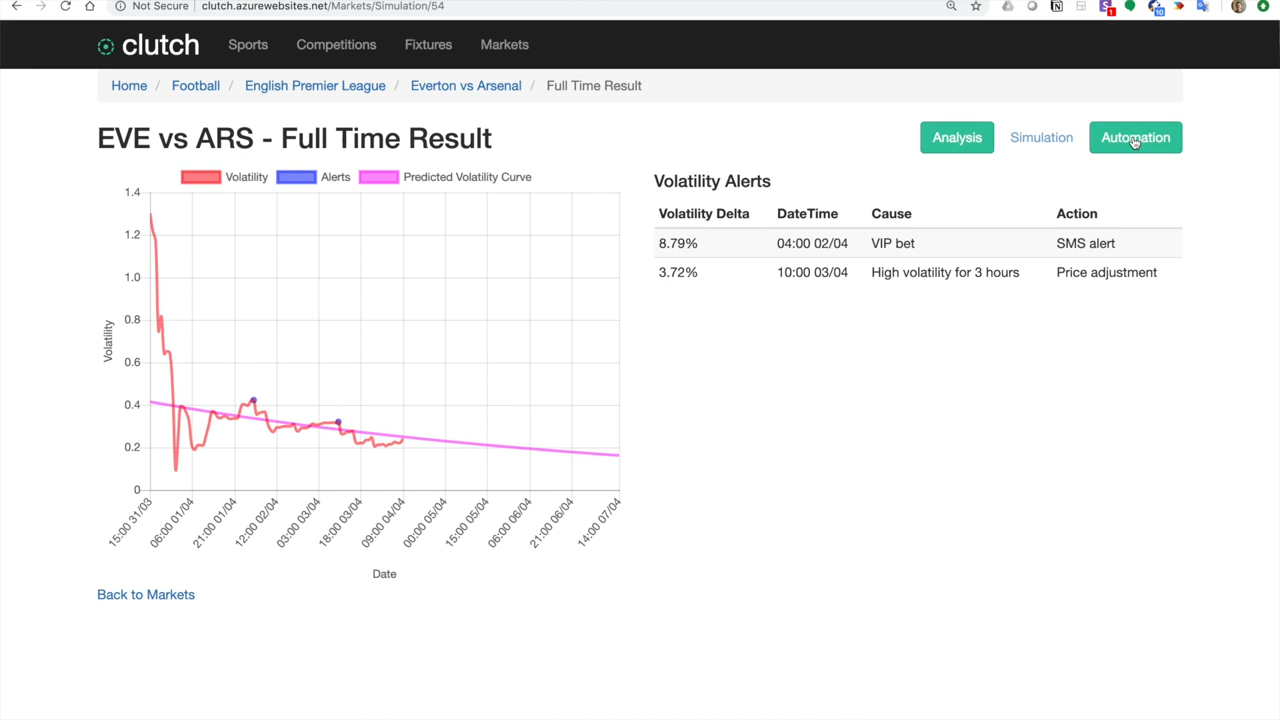 Not Secure clutch.azurewebsites.net/Markets/Simulation/54
1
10
clutch Sports Competitions Fixtures Markets
Home / Football / English Premier League / Everton vs Arsenal / Full Time Result
EVE vs ARS - Full Time Result
Analysis Simulation Automation
Volatility Alerts Predicted Volatility Curve
1.4
1.2
1.0
0.8
0.6
0.4
0.2
0
Volatility
15:00 31/03 06:00 01/04 21:00 01/04 12:00 02/04 03:00 03/04 18:00 03/04 09:00 04/04 00:00 05/04 15:00 05/04 06:00 06/04 21:00 06/04 14:00 07/04
Date
Volatility Alerts
Volatility Delta DateTime Cause Action
8.79% 04:00 02/04 VIP bet SMS alert
3.72% 10:00 03/04 High volatility for 3 hours Price adjustment
Back to Markets